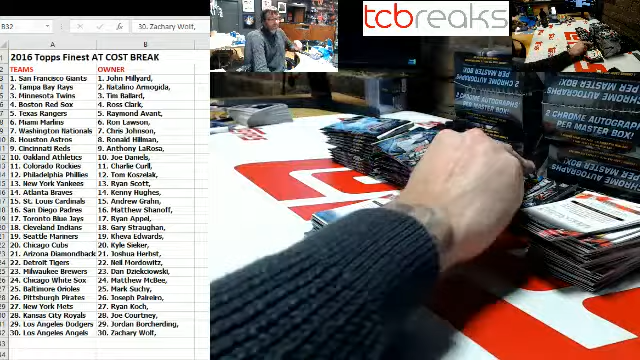 B32
30. Zachary Wolf,
A B
2016 Topps Finest AT COST BREAK
TEAMS OWNER
1. San Francisco Giants 1. John Millyard,
2. Tampa Bay Rays 2. Natalino Armogida,
3. Minnesota Twins 3. Tim Ballard,
4. Boston Red Sox 4. Ross Clark,
5. Texas Rangers 5. Raymond Avant,
6. Miami Marlins 6. Ron Lawson,
7. Washington Nationals 7. Chris Johnson,
8. Houston Astros 8. Ronald Hillman,
9. Cincinnati Reds 9. Anthony LaRosa,
10. Oakland Athletics 10. Joe Daniels,
11. Colorado Rockies 11. Charlie Curll,
12. Philadelphia Phillies 12. Tom Koszelak,
13. New York Yankees 13. Ryan Scott,
14. Atlanta Braves 14. Kenny Hughes,
15. St. Louis Cardinals 15. Andrew Grahn,
16. San Diego Padres 16. Matthew Shanoff,
17. Toronto Blue Jays 17. Ryan Appel,
18. Cleveland Indians 18. Gary Straughan,
19. Seattle Mariners 19. Kheva Edwards,
20. Chicago Cubs 20. Kyle Sieker,
21. Arizona Diamondback 21. Joshua Herbst,
22. Detroit Tigers 22. Neil Mordowitz,
23. Milwaukee Brewers 23. Dan Dziekciowski,
24. Chicago White Sox 24. Matthew McBee,
25. Baltimore Orioles 25. Mark Suchy,
26. Pittsburgh Pirates 26. Joseph Palreiro,
27. New York Mets 27. Ryan Koch,
28. Kansas City Royals 28. Joe Courtney,
29. Los Angeles Dodgers 29. Jordan Borcherding,
30. Los Angeles Angels 30. Zachary Wolf,
tcbreaks
CHROME AUTOGRAPHS
PER MASTER BOX!
2 CHROME AUTOGRAPHS
PER MASTER BOX!
CHROME AUTOGRAPHS
PER MASTER BOX!